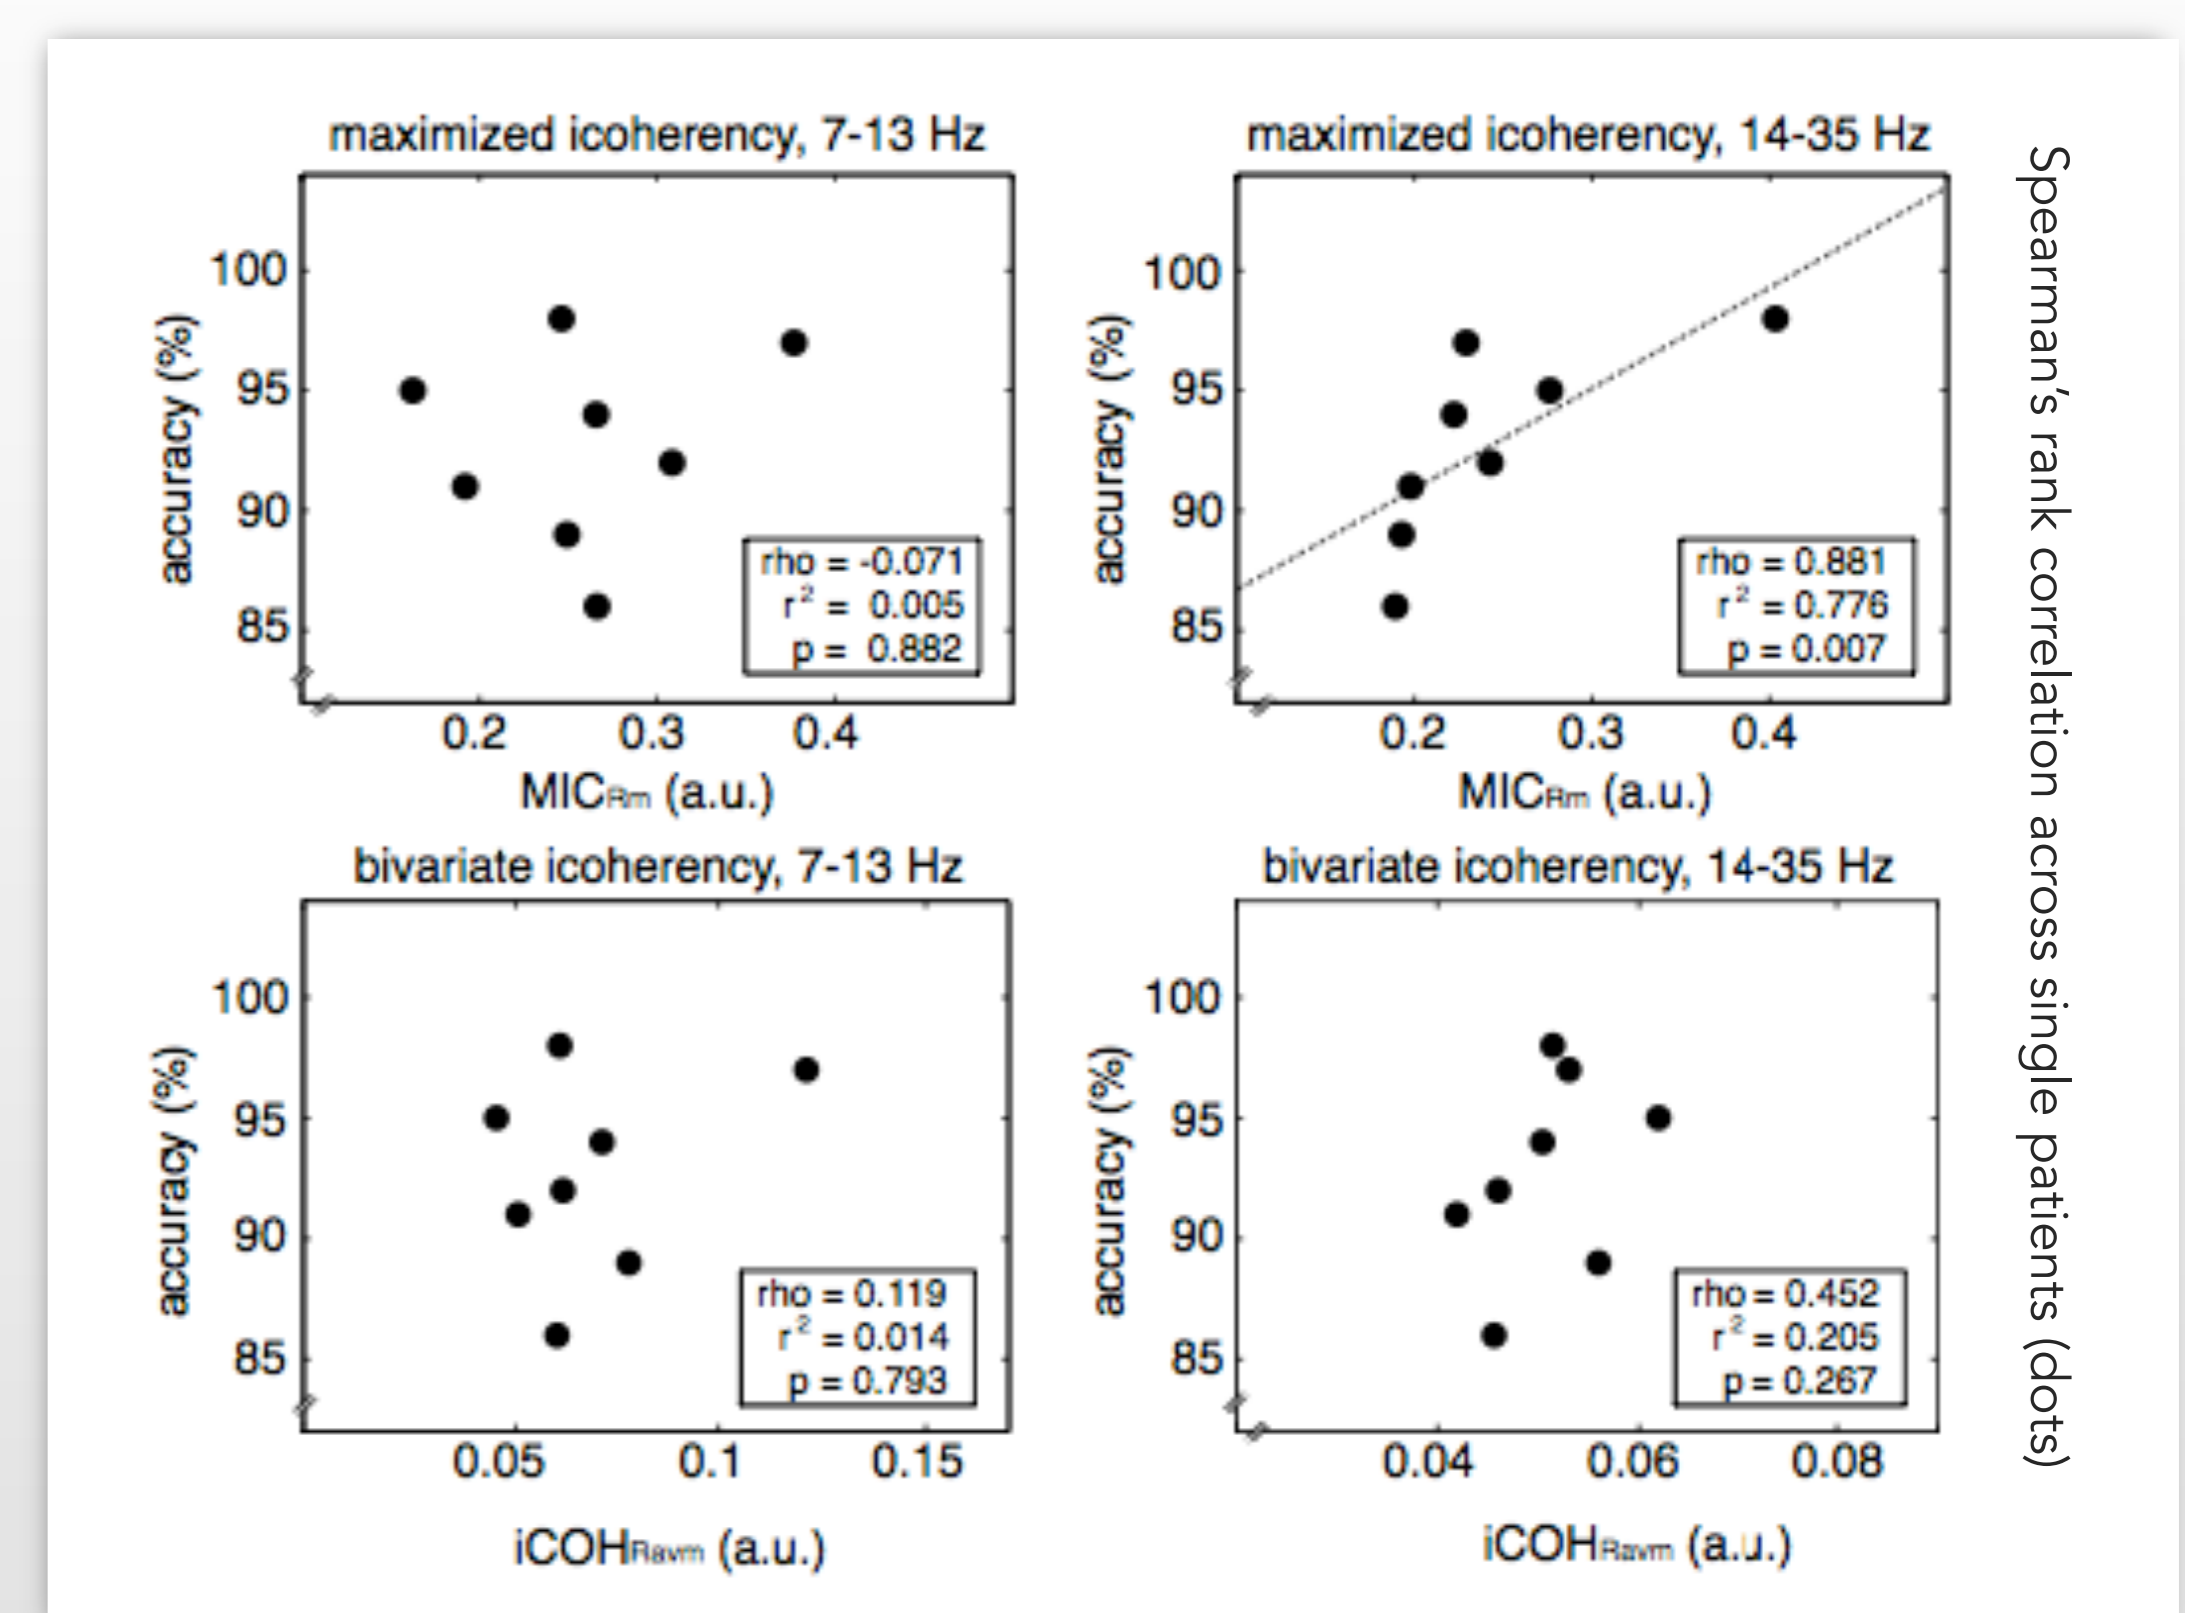 maximized icoherency, 7-13 Hz
accuracy (%)
100
95
90
85
rho = -0.071
r² = 0.005
p = 0.882
0.2 0.3 0.4
MICRm (a.u.)
maximized icoherency, 14-35 Hz
accuracy (%)
100
95
90
85
rho = 0.881
r² = 0.776
p = 0.007
0.2 0.3 0.4
MICRm (a.u.)
bivariate icoherency, 7-13 Hz
accuracy (%)
100
95
90
85
rho = 0.119
r² = 0.014
p = 0.793
0.05 0.1 0.15
iCOHRavm (a.u.)
bivariate icoherency, 14-35 Hz
accuracy (%)
100
95
90
85
rho = 0.452
r² = 0.205
p = 0.267
0.04 0.06 0.08
iCOHRavm (a.u.)
Spearman's rank correlation across single patients (dots)